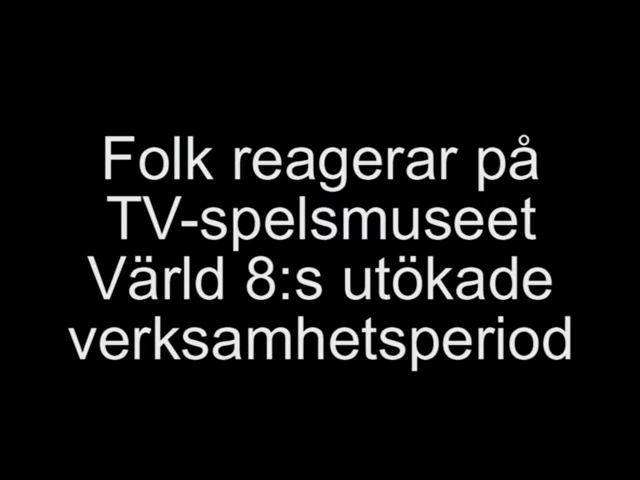 Folk reagerar på
TV-spelsmuseet
Värld 8:s utökade
verksamhetsperiod